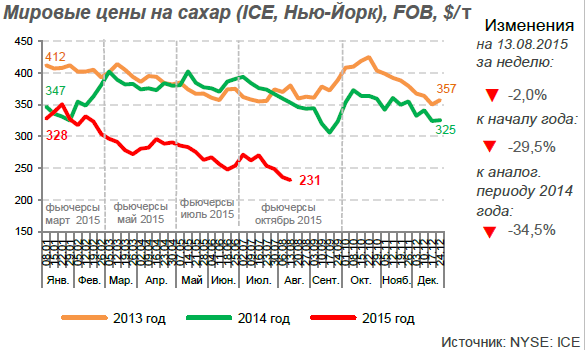 Мировые цены на сахар (ICE, Нью-Йорк), FOB, $/т
Изменения
на 13.08.2015
за неделю:
-2,0%
к началу года:
-29,5%
к аналог.
периоду 2014
года:
-34,5%
450
400
350
300
250
200
150
412
347
328
357
325
231
фьючерсы
март 2015
фьючерсы
май 2015
фьючерсы
июль 2015
фьючерсы
октябрь 2015
Янв.
Фев.
Мар.
Апр.
Май
Июн.
Июл.
Авг.
Сент.
Окт.
Нояб.
Дек.
2013 год
2014 год
2015 год
Источник: NYSE: ICE